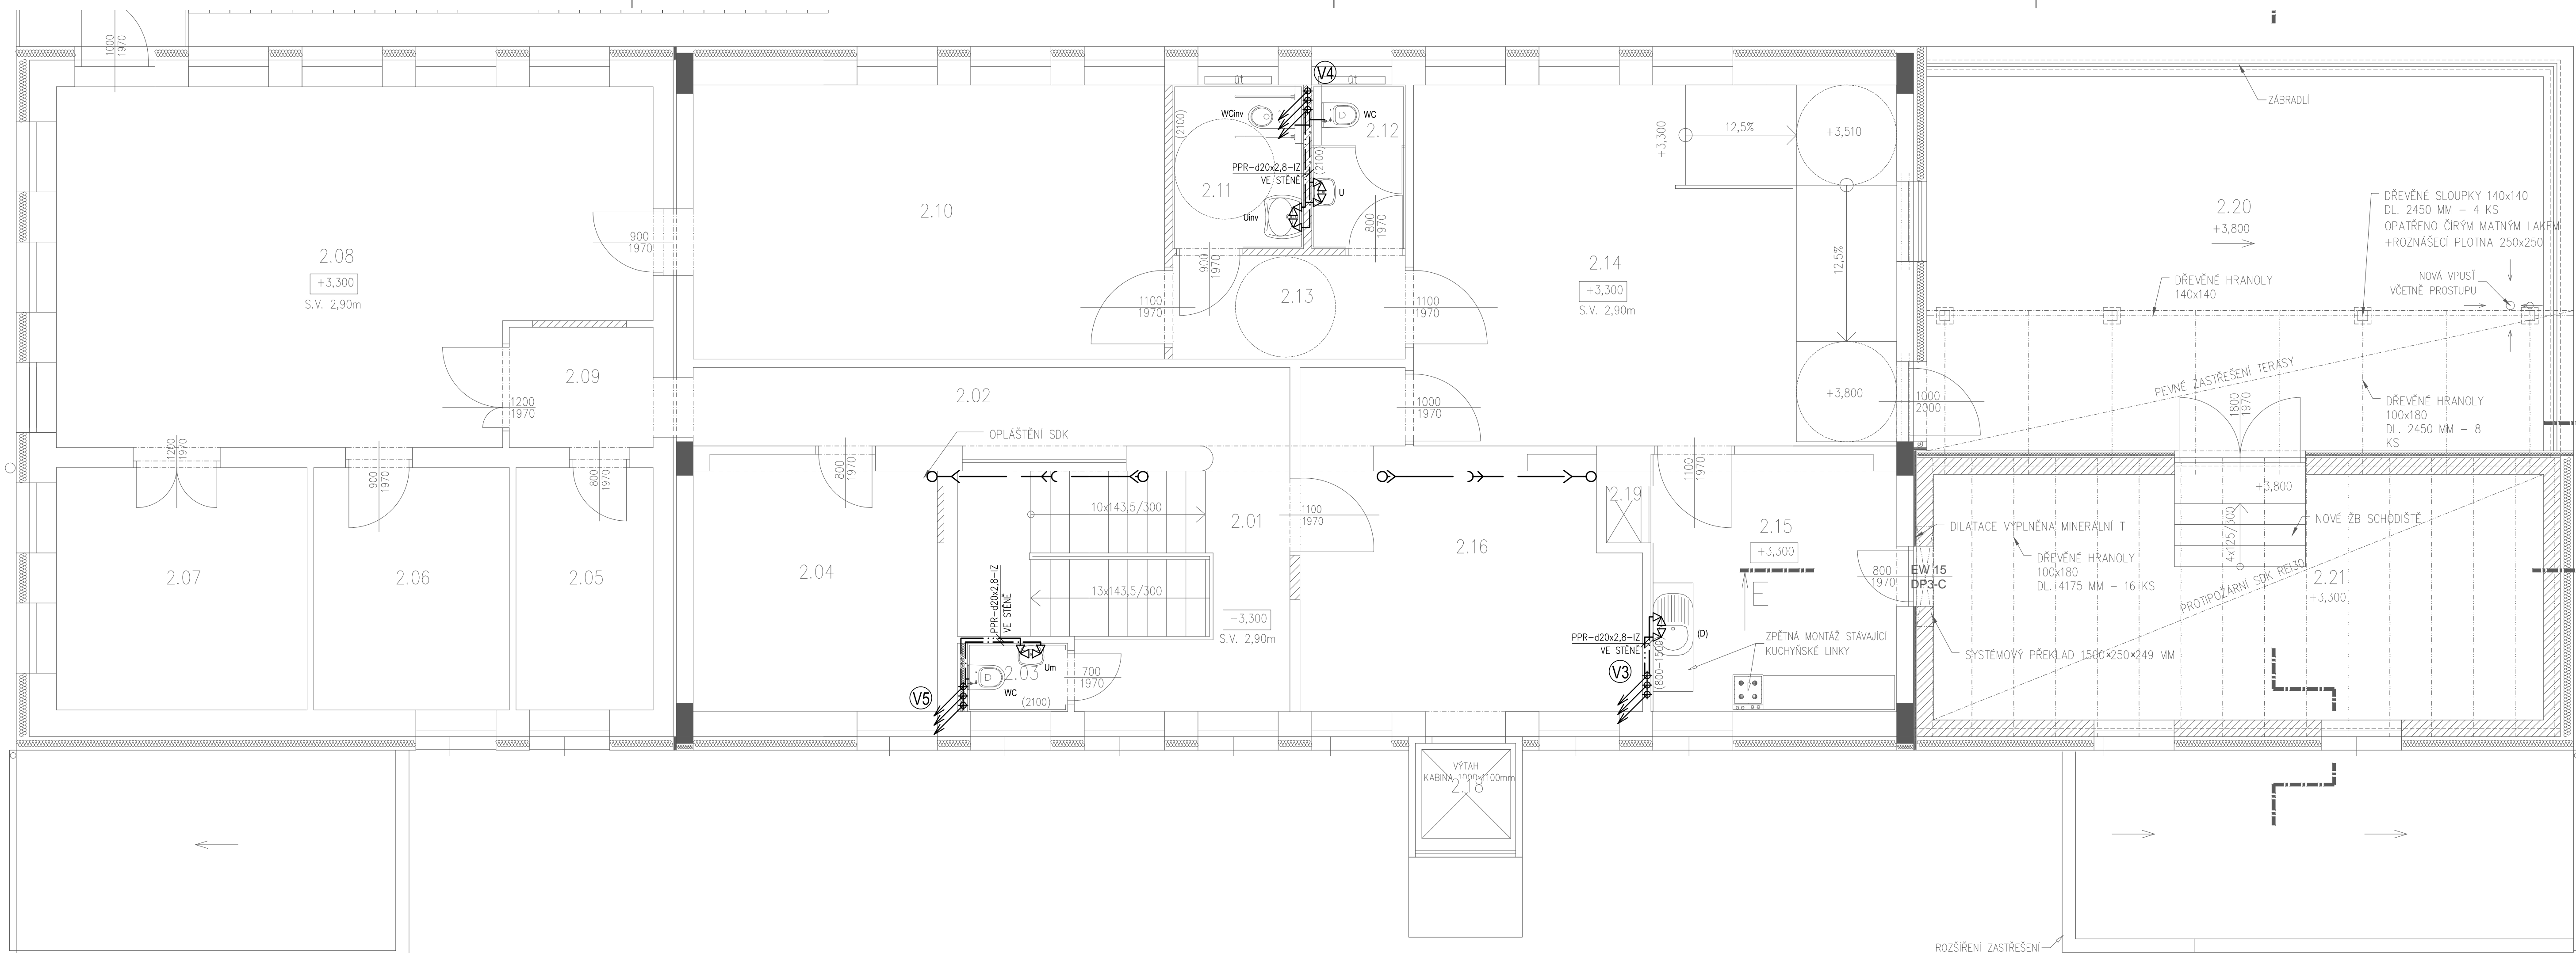 1000
1970
út
V4
út
ZÁBRADLÍ
WCinv
(2100)
WC
2.12
+3,300
12,5%
+3,510
PPR-d20x2,8-IZ
VE STĚNĚ
(2100)
2.11
U
Uinv
2.10
800
1970
900
1970
12,5%
2.20
+3,800
DŘEVĚNÉ SLOUPKY 140x140
DL. 2450 MM - 4 KS
OPATŘENO ČÍRÝM MATNÝM LAKEM
+ROZNÁŠECÍ PLOTNA 250x250
2.08
+3,300
S.V. 2,90m
900
1970
2.14
+3,300
S.V. 2,90m
2.13
1100
1970
1100
1970
DŘEVĚNÉ HRANOLY
140x140
NOVÁ VPUSŤ
VČETNĚ PROSTUPU
2.09
1200
1970
2.02
1000
1970
+3,800
1000
2000
PEVNÉ ZASTŘEŠENÍ TERASY
1800
1970
DŘEVĚNÉ HRANOLY
100x180
DL. 2450 MM - 8
KS
OPLÁŠTĚNÍ SDK
1200
1970
900
1970
800
1970
800
1970
1100
1970
+3,800
10x143,5/300
2.01
1100
1970
2.19
2.15
+3,300
DILATACE VYPLNĚNA MINERÁLNÍ TI
4x125/300
NOVÉ ŽB SCHODIŠTĚ
2.07
2.06
2.05
2.04
2.16
DŘEVĚNÉ HRANOLY
100x180
DL. 4175 MM - 16 KS
PROTIPOŽÁRNÍ SDK REI30
2.21
+3,300
800
1970
EW 15
DP3-C
E
13x143,5/300
PPR-d20x2,8-IZ
VE STĚNĚ
+3,300
S.V. 2,90m
PPR-d20x2,8-IZ
VE STĚNĚ
(D)
ZPĚTNÁ MONTÁŽ STÁVAJÍCÍ
KUCHYŇSKÉ LINKY
SYSTÉMOVÝ PŘEKLAD 1500×250×249 MM
Um
2.03
700
1970
WC
(2100)
V5
V3
(800-1500)
VÝTAH
KABINA 1000x1100mm
2.18
ROZŠÍŘENÍ ZASTŘEŠENÍ